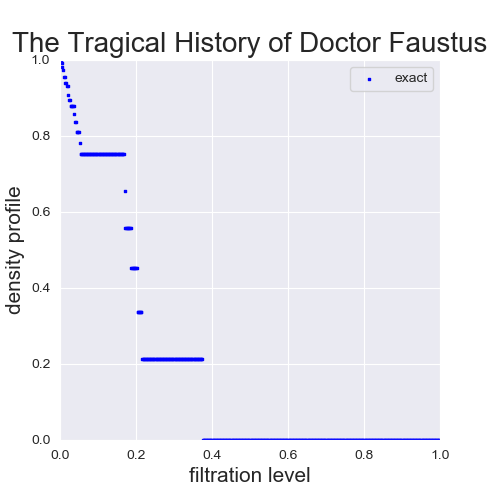 The Tragical History of Doctor Faustus
exact
1.0
0.8
0.6
0.4
0.2
0.0
density profile
0.0 0.2 0.4 0.6 0.8 1.0
filtration level